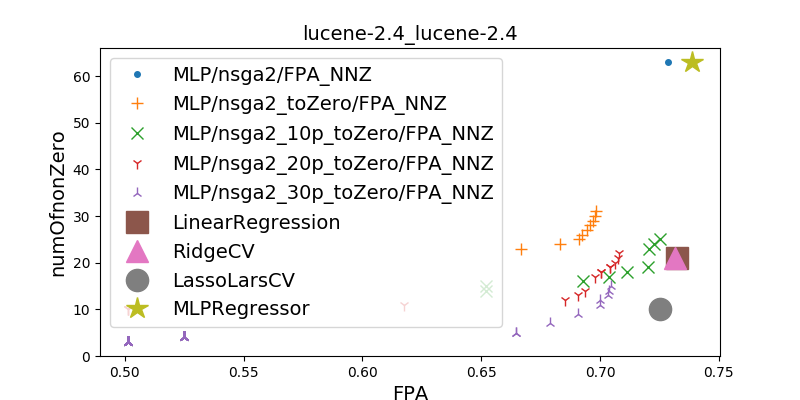 lucene-2.4_lucene-2.4
numOfnonZero
60
50
40
30
20
10
0
MLP/nsga2/FPA_NNZ
MLP/nsga2_toZero/FPA_NNZ
MLP/nsga2_10p_toZero/FPA_NNZ
MLP/nsga2_20p_toZero/FPA_NNZ
MLP/nsga2_30p_toZero/FPA_NNZ
LinearRegression
RidgeCV
LassoLarsCV
MLPRegressor
0.50 0.55 0.60 0.65 0.70 0.75
FPA